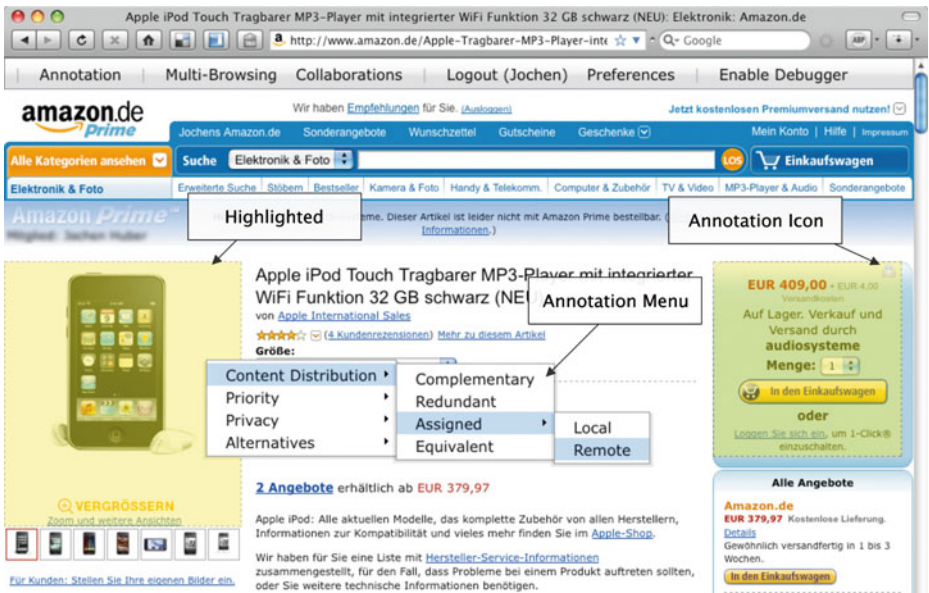 Apple iPod Touch Tragbarer MP3-Player mit integrierter WiFi Funktion 32 GB schwarz (NEU): Elektronik: Amazon.de
http://www.amazon.de/Apple-Tragbarer-MP3-Player-inte
Google
ABP
Annotation | Multi-Browsing Collaborations | Logout (Jochen) Preferences | Enable Debugger
amazon.de
Prime
Wir haben Empfehlungen für Sie. (Ausloggen)
Jetzt kostenlosen Premiumversand nutzen!
Jochens Amazon.de Sonderangebote Wunschzettel Gutscheine Geschenke
Mein Konto | Hilfe | Impressum
Alle Kategorien ansehen
Suche Elektronik & Foto LOS Einkaufswagen
Elektronik & Foto
Erweiterte Suche Stöbern Bestseller Kamera & Foto Handy & Telekomm. Computer & Zubehör TV & Video MP3-Player & Audio Sonderangebote
Amazon Prime™
Mitglied: Jochen Huber
eme. Dieser Artikel ist leider nicht mit Amazon Prime bestellbar. (
Informationen.)
Highlighted
Annotation Icon
Annotation Menu
Apple iPod Touch Tragbarer MP3-Player mit integrierter
WiFi Funktion 32 GB schwarz (NEU)
von Apple International Sales
(4 Kundenrezensionen) Mehr zu diesem Artikel
Größe:
Content Distribution
Priority
Privacy
Alternatives
Complementary
Redundant
Assigned
Equivalent
Local
Remote
2 Angebote erhältlich ab EUR 379,97
Apple iPod: Alle aktuellen Modelle, das komplette Zubehör von allen Herstellern,
Informationen zur Kompatibilität und vieles mehr finden Sie im Apple-Shop.
Wir haben für Sie eine Liste mit Hersteller-Service-Informationen
zusammengestellt, für den Fall, dass Probleme bei einem Produkt auftreten sollten,
oder Sie weitere technische Informationen benötigen.
VERGRÖSSERN
Zoom und weitere Ansichten
Für Kunden: Stellen Sie Ihre eigenen Bilder ein.
EUR 409,00 + EUR 4,00
Versandkosten
Auf Lager. Verkauf und
Versand durch
audiosysteme
Menge: 1
In den Einkaufswagen
oder
Loggen Sie sich ein, um 1-Click®
einzuschalten.
Alle Angebote
Amazon.de
EUR 379,97 Kostenlose Lieferung.
Details
Gewöhnlich versandfertig in 1 bis 3
Wochen.
In den Einkaufswagen